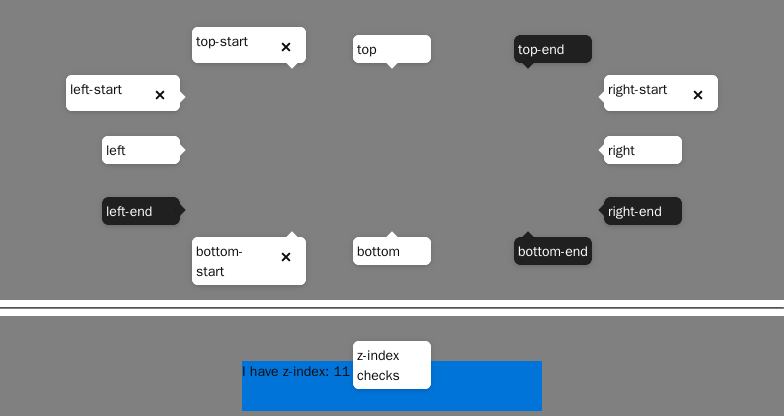 top-start ×
top
top-end
left-start ×
right-start ×
left
right
left-end
right-end
bottom-
start ×
bottom
bottom-end
z-index
checks
I have z-index: 11